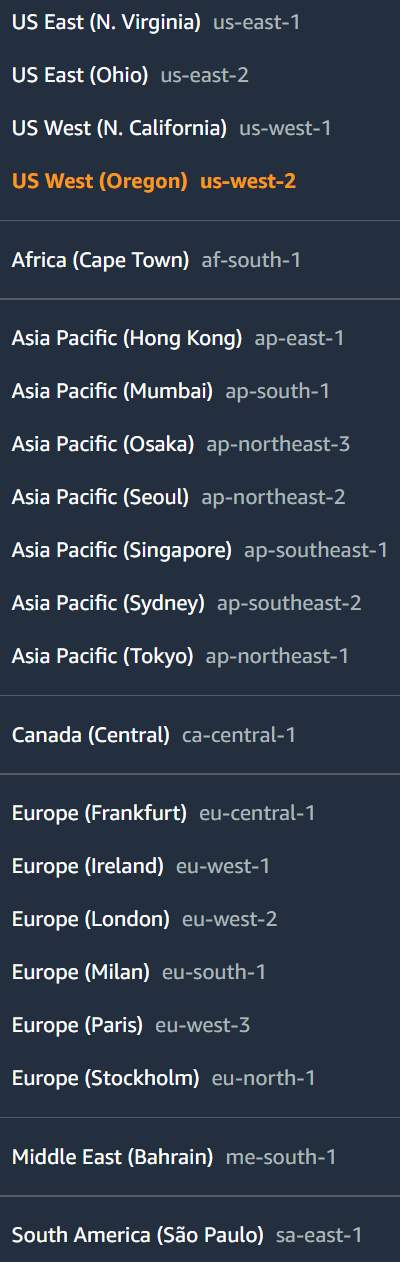 US East (N. Virginia) us-east-1
US East (Ohio) us-east-2
US West (N. California) us-west-1
US West (Oregon) us-west-2
Africa (Cape Town) af-south-1
Asia Pacific (Hong Kong) ap-east-1
Asia Pacific (Mumbai) ap-south-1
Asia Pacific (Osaka) ap-northeast-3
Asia Pacific (Seoul) ap-northeast-2
Asia Pacific (Singapore) ap-southeast-1
Asia Pacific (Sydney) ap-southeast-2
Asia Pacific (Tokyo) ap-northeast-1
Canada (Central) ca-central-1
Europe (Frankfurt) eu-central-1
Europe (Ireland) eu-west-1
Europe (London) eu-west-2
Europe (Milan) eu-south-1
Europe (Paris) eu-west-3
Europe (Stockholm) eu-north-1
Middle East (Bahrain) me-south-1
South America (São Paulo) sa-east-1